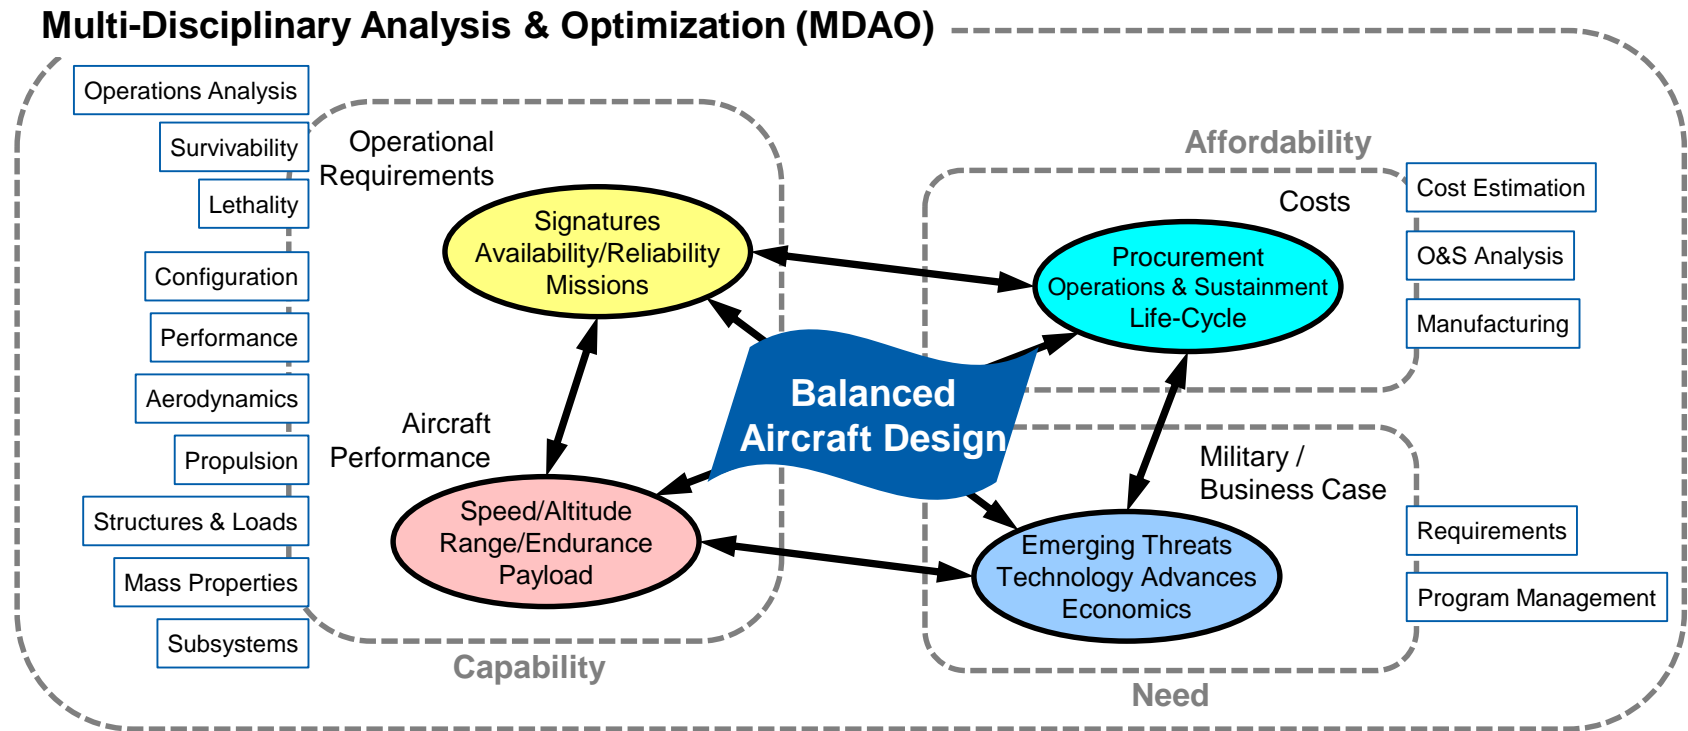 Multi-Disciplinary Analysis & Optimization (MDAO)
Operations Analysis
Survivability
Lethality
Configuration
Performance
Aerodynamics
Propulsion
Structures & Loads
Mass Properties
Subsystems
Operational
Requirements
Signatures
Availability/Reliability
Missions
Aircraft
Performance
Speed/Altitude
Range/Endurance
Payload
Capability
Balanced
Aircraft Design
Affordability
Costs
Procurement
Operations & Sustainment
Life-Cycle
Cost Estimation
O&S Analysis
Manufacturing
Military /
Business Case
Emerging Threats
Technology Advances
Economics
Need
Requirements
Program Management